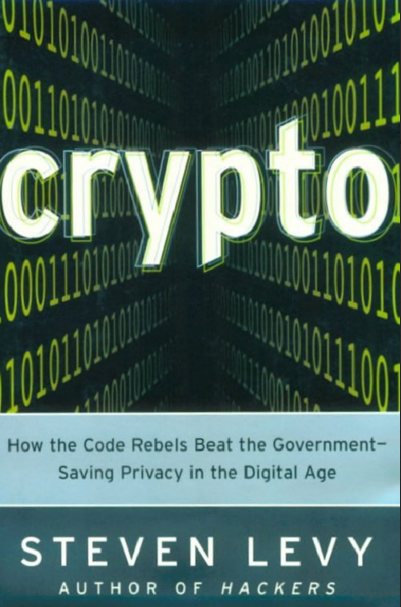 crypto
How the Code Rebels Beat the Government—
Saving Privacy in the Digital Age
STEVEN LEVY
AUTHOR OF HACKERS